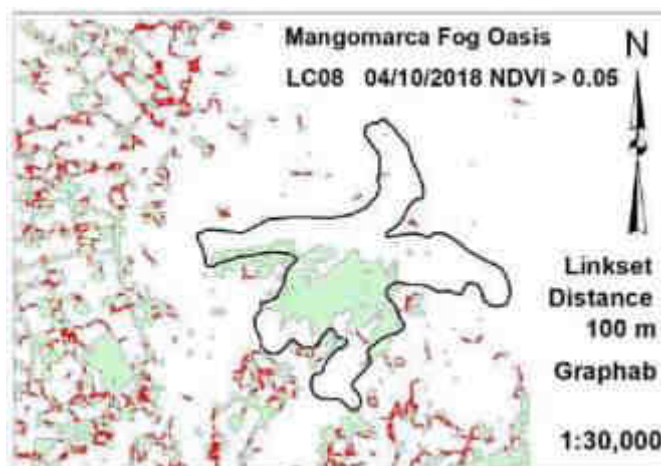 Mangomarca Fog Oasis
LC08 04/10/2018 NDVI > 0.05
N
Linkset
Distance
100 m
Graphab
1:30,000